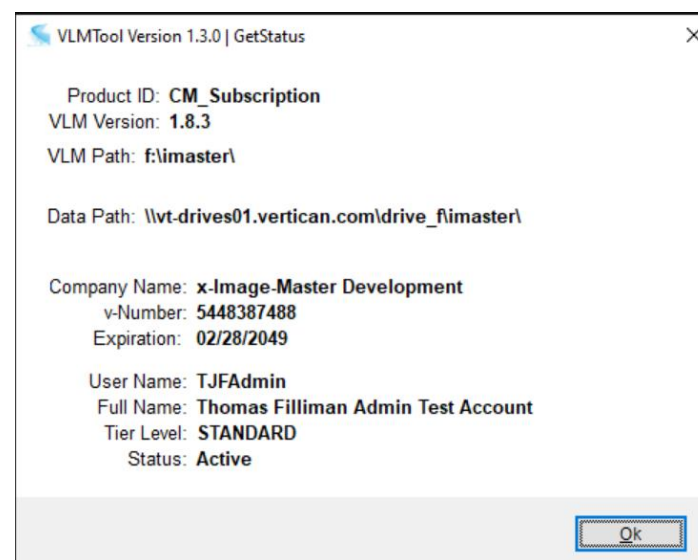 VLMTool Version 1.3.0 | GetStatus
Product ID: CM_Subscription
VLM Version: 1.8.3
VLM Path: f:\imaster\
Data Path: \\vt-drives01.vertican.com\drive_f\imaster\
Company Name: x-Image-Master Development
v-Number: 5448387488
Expiration: 02/28/2049
User Name: TJFAdmin
Full Name: Thomas Filliman Admin Test Account
Tier Level: STANDARD
Status: Active
Ok